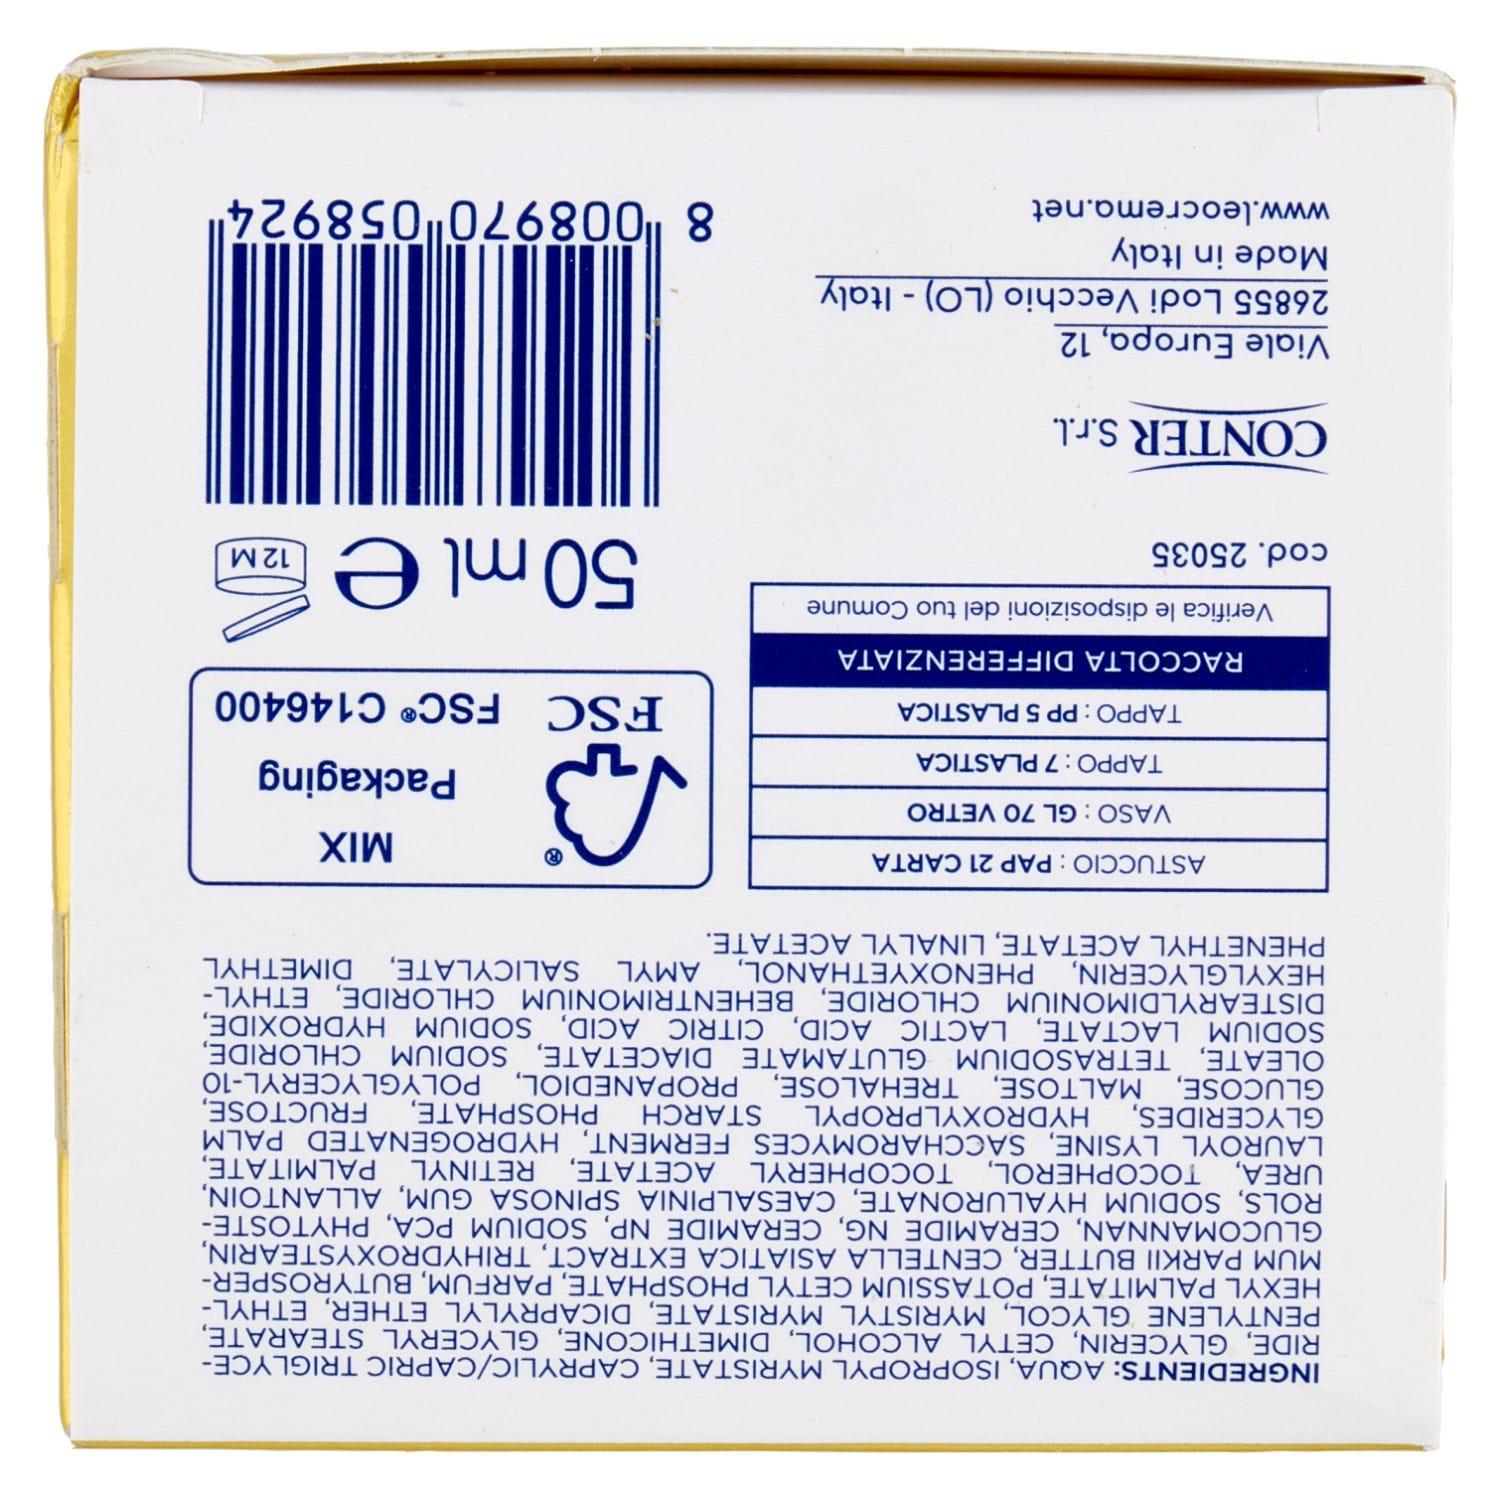 INGREDIENTS: AQUA, ISOPROPYL MYRISTATE, CAPRYLIC/CAPRIC TRIGLYCE-
RIDE, GLYCERIN, CETYL ALCOHOL, DIMETHICONE, GLYCERYL STEARATE,
PENTYLENE GLYCOL, MYRISTYL MYRISTATE, DICAPRYLYL ETHER, ETHYL-
HEXYL PALMITATE, POTASSIUM CETYL PHOSPHATE, PARFUM, BUTYROSPER-
MUM PARKII BUTTER, CENTELLA ASIATICA EXTRACT, TRIHYDROXYSTEARIN,
GLUCOMANNAN, CERAMIDE NG, CERAMIDE NP, SODIUM PCA, PHYTOSTE-
ROLS, SODIUM HYALURONATE, CAESALPINIA SPINOSA GUM, ALLANTOIN,
UREA, TOCOPHEROL, TOCOPHERYL ACETATE, RETINYL PALMITATE,
LAUROYL LYSINE, SACCHAROMYCES FERMENT, HYDROGENATED PALM
GLYCERIDES, HYDROXYLPROPYL STARCH PHOSPHATE, FRUCTOSE,
GLUCOSE, MALTOSE, TREHALOSE, PROPANEDIOL, POLYGLYCERYL-10
OLEATE, TETRASODIUM GLUTAMATE DIACETATE, SODIUM CHLORIDE,
SODIUM LACTATE, LACTIC ACID, CITRIC ACID, SODIUM HYDROXIDE,
DISTEARYLDIMONIUM CHLORIDE, BEHENTRIMONIUM CHLORIDE, ETHYL-
HEXYLGLYCERIN, PHENOXYETHANOL, AMYL SALICYLATE, DIMETHYL
PHENETHYL ACETATE, LINALYL ACETATE.
ASTUCCIO : PAP 21 CARTA
VASO : GL 70 VETRO
TAPPO : 7 PLASTICA
TAPPO : PP 5 PLASTICA
RACCOLTA DIFFERENZIATA
Verifica le disposizioni del tuo Comune
cod. 25035
CONTER S.r.l.
Viale Europa, 12
26855 Lodi Vecchio (LO) - Italy
Made in Italy
www.leocrema.net
®
FSC
MIX
Packaging
FSC® C146400
50 ml e
12 M
8 008970 058924